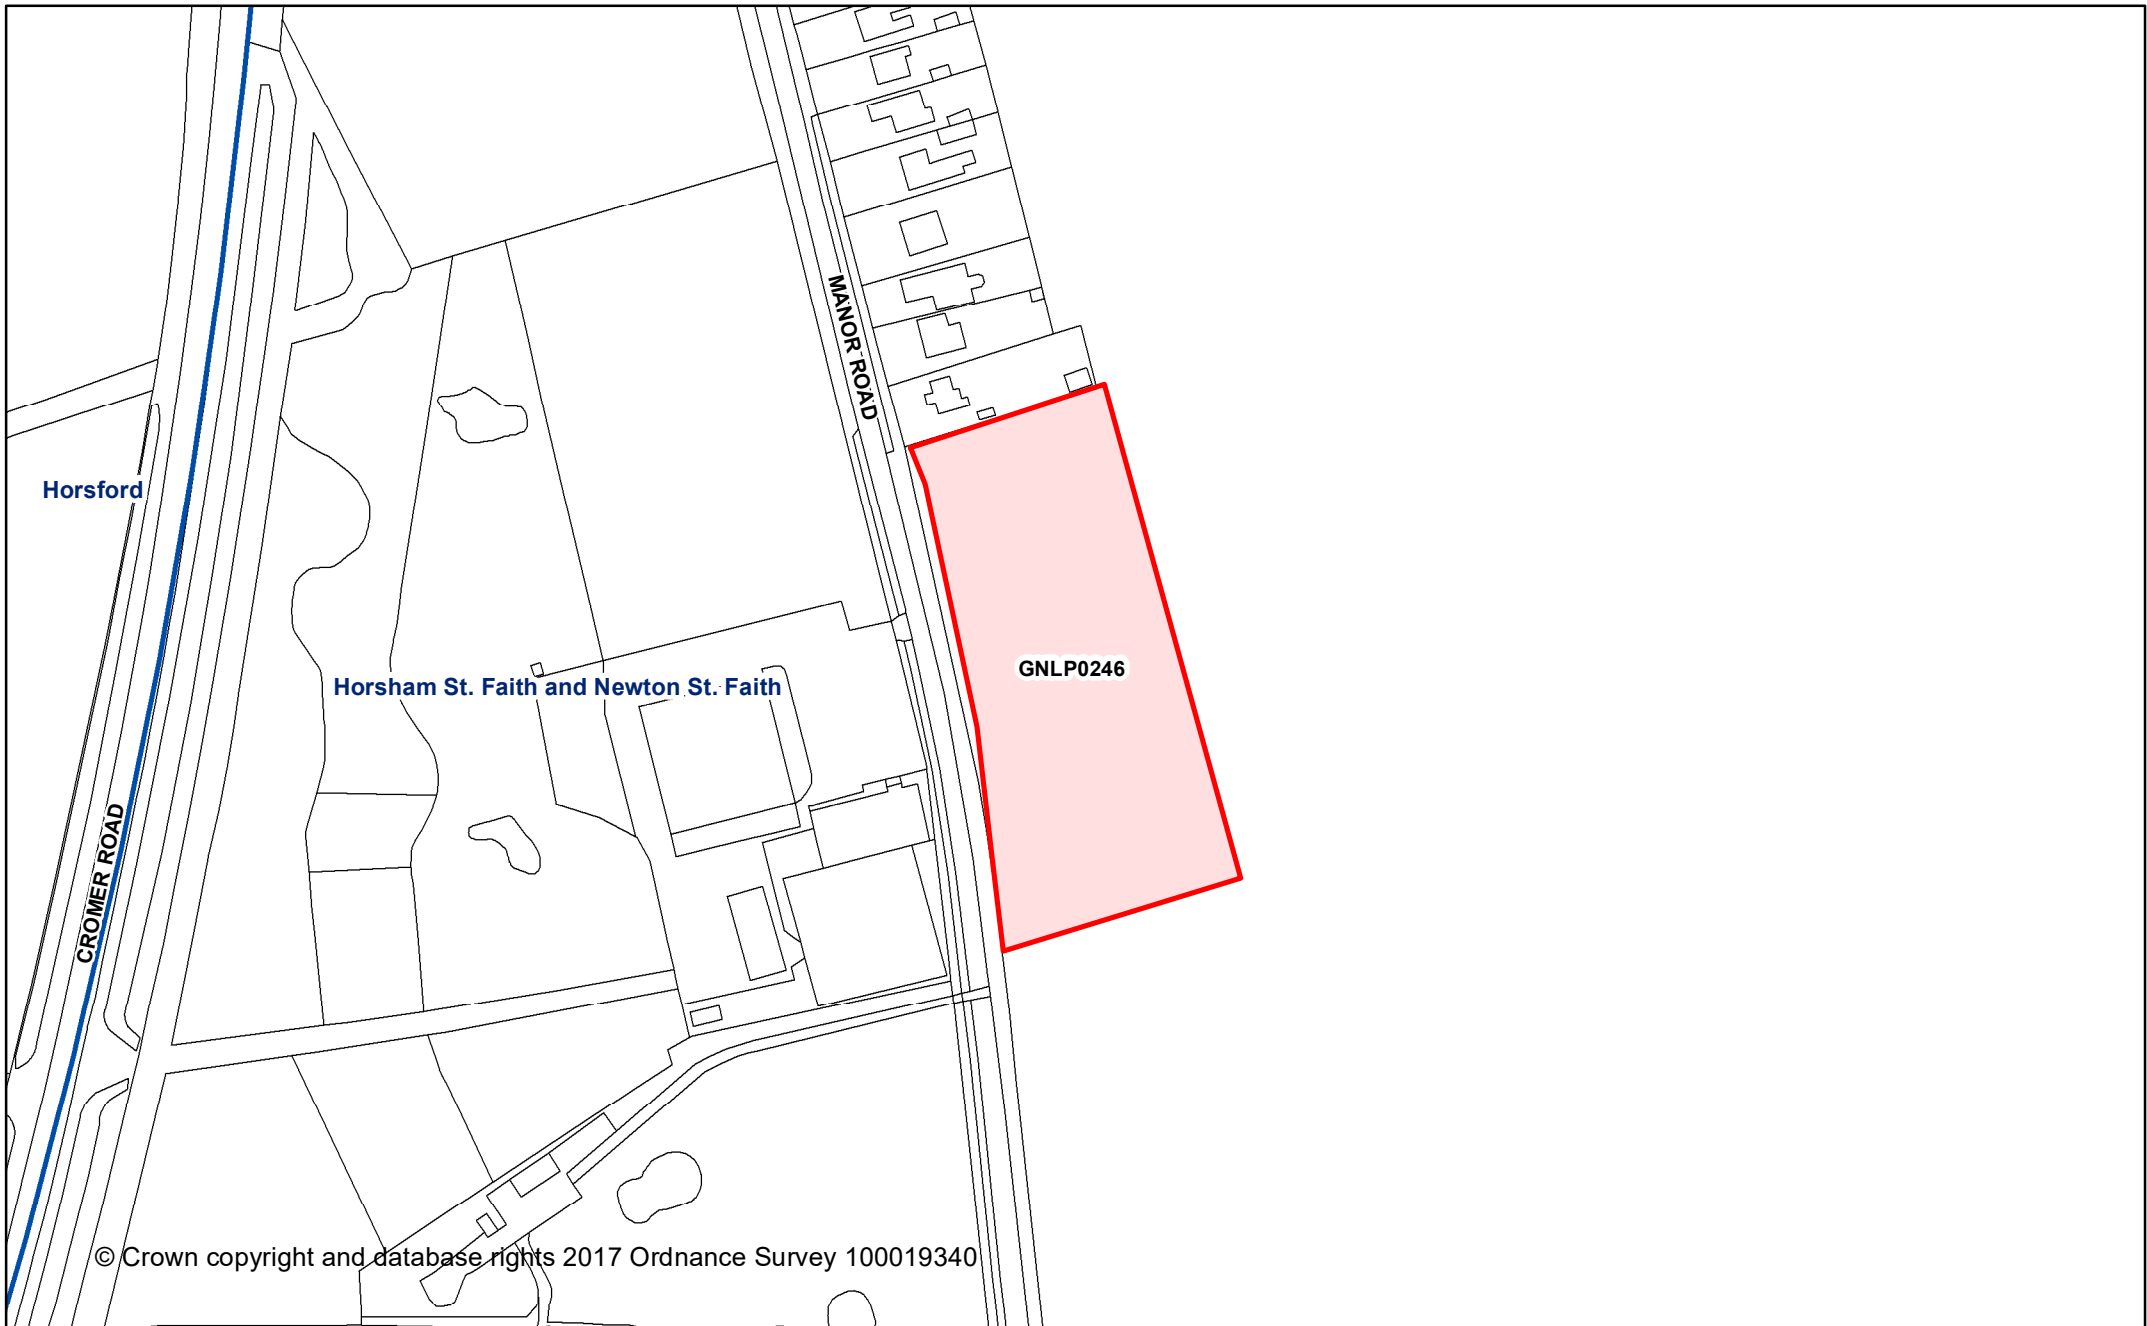 MANOR ROAD
Horsford
GNLP0246
Horsham St. Faith and Newton St. Faith
CROMER ROAD
© Crown copyright and database rights 2017 Ordnance Survey 100019340